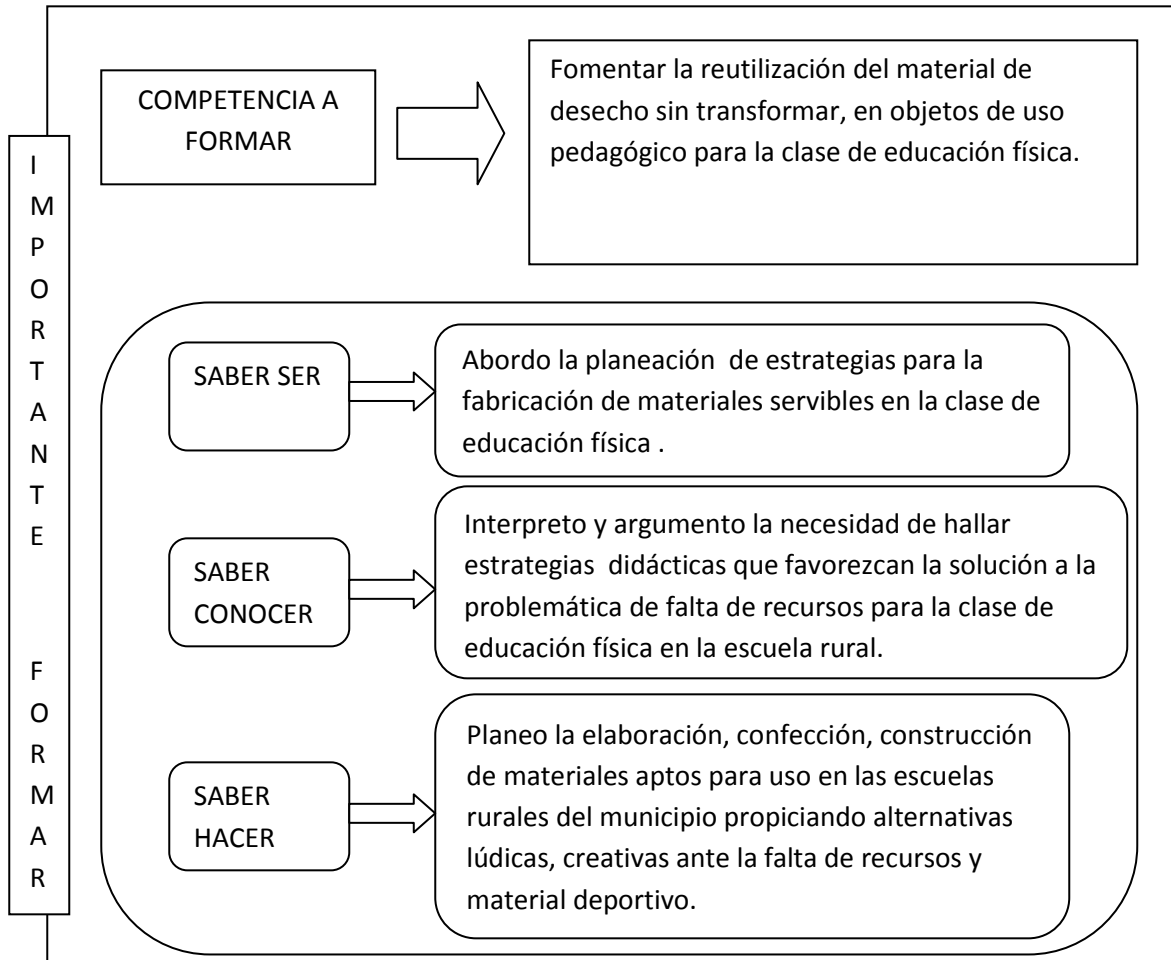 COMPETENCIA A
FORMAR
Fomentar la reutilización del material de
desecho sin transformar, en objetos de uso
pedagógico para la clase de educación física.
I
M
P
O
R
T
A
N
T
E
F
O
R
M
A
R
SABER SER
Abordo la planeación  de estrategias para la
fabricación de materiales servibles en la clase de
educación física .
SABER
CONOCER
Interpreto y argumento la necesidad de hallar
estrategias  didácticas que favorezcan la solución a la
problemática de falta de recursos para la clase de
educación física en la escuela rural.
SABER
HACER
Planeo la elaboración, confección, construcción
de materiales aptos para uso en las escuelas
rurales del municipio propiciando alternativas
lúdicas, creativas ante la falta de recursos y
material deportivo.